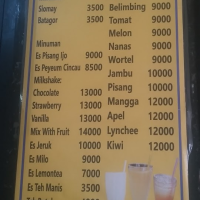 Siomay 3500
Batagor 3500
Minuman
Es Pisang Ijo 9000
Es Peyeum Cincau 8500
Milkshake:
Chocolate 13000
Strawberry 13000
Vanilla 13000
Mix With Fruit 14000
Es Jeruk 10000
Es Milo 9000
Es Lemontea 7000
Es Teh Manis 3500
Belimbing 9000
Tomat 9000
Melon 9000
Nanas 9000
Wortel 9000
Jambu 10000
Pisang 10000
Mangga 12000
Apel 12000
Lynchee 12000
Kiwi 12000